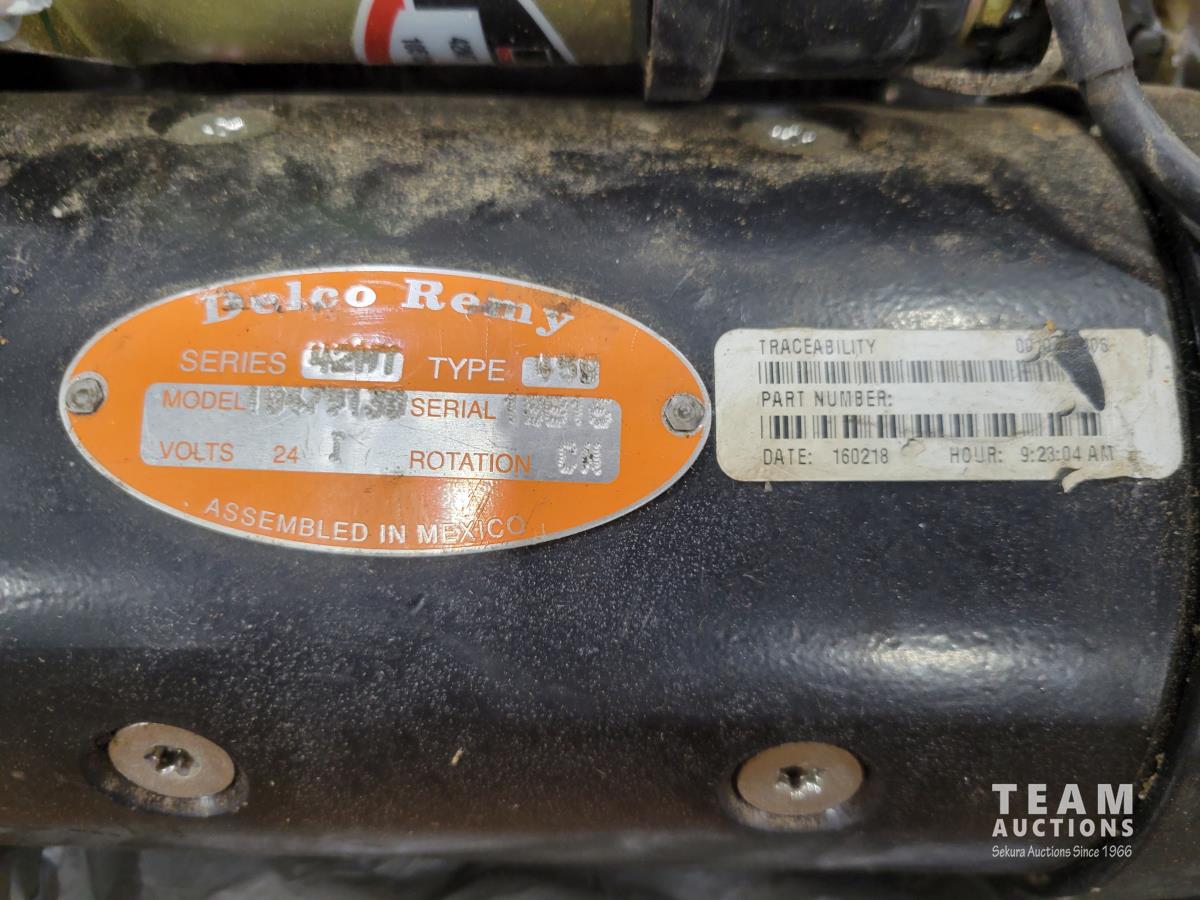 Delco Remy
SERIES 42MT TYPE 450
MODEL SERIAL
VOLTS 24 I ROTATION
ASSEMBLED IN MEXICO
TRACEABILITY
PART NUMBER:
DATE: 160218 HOUR: 9:23:04 AM
TEAM
AUCTIONS
Sekura Auctions Since 1966